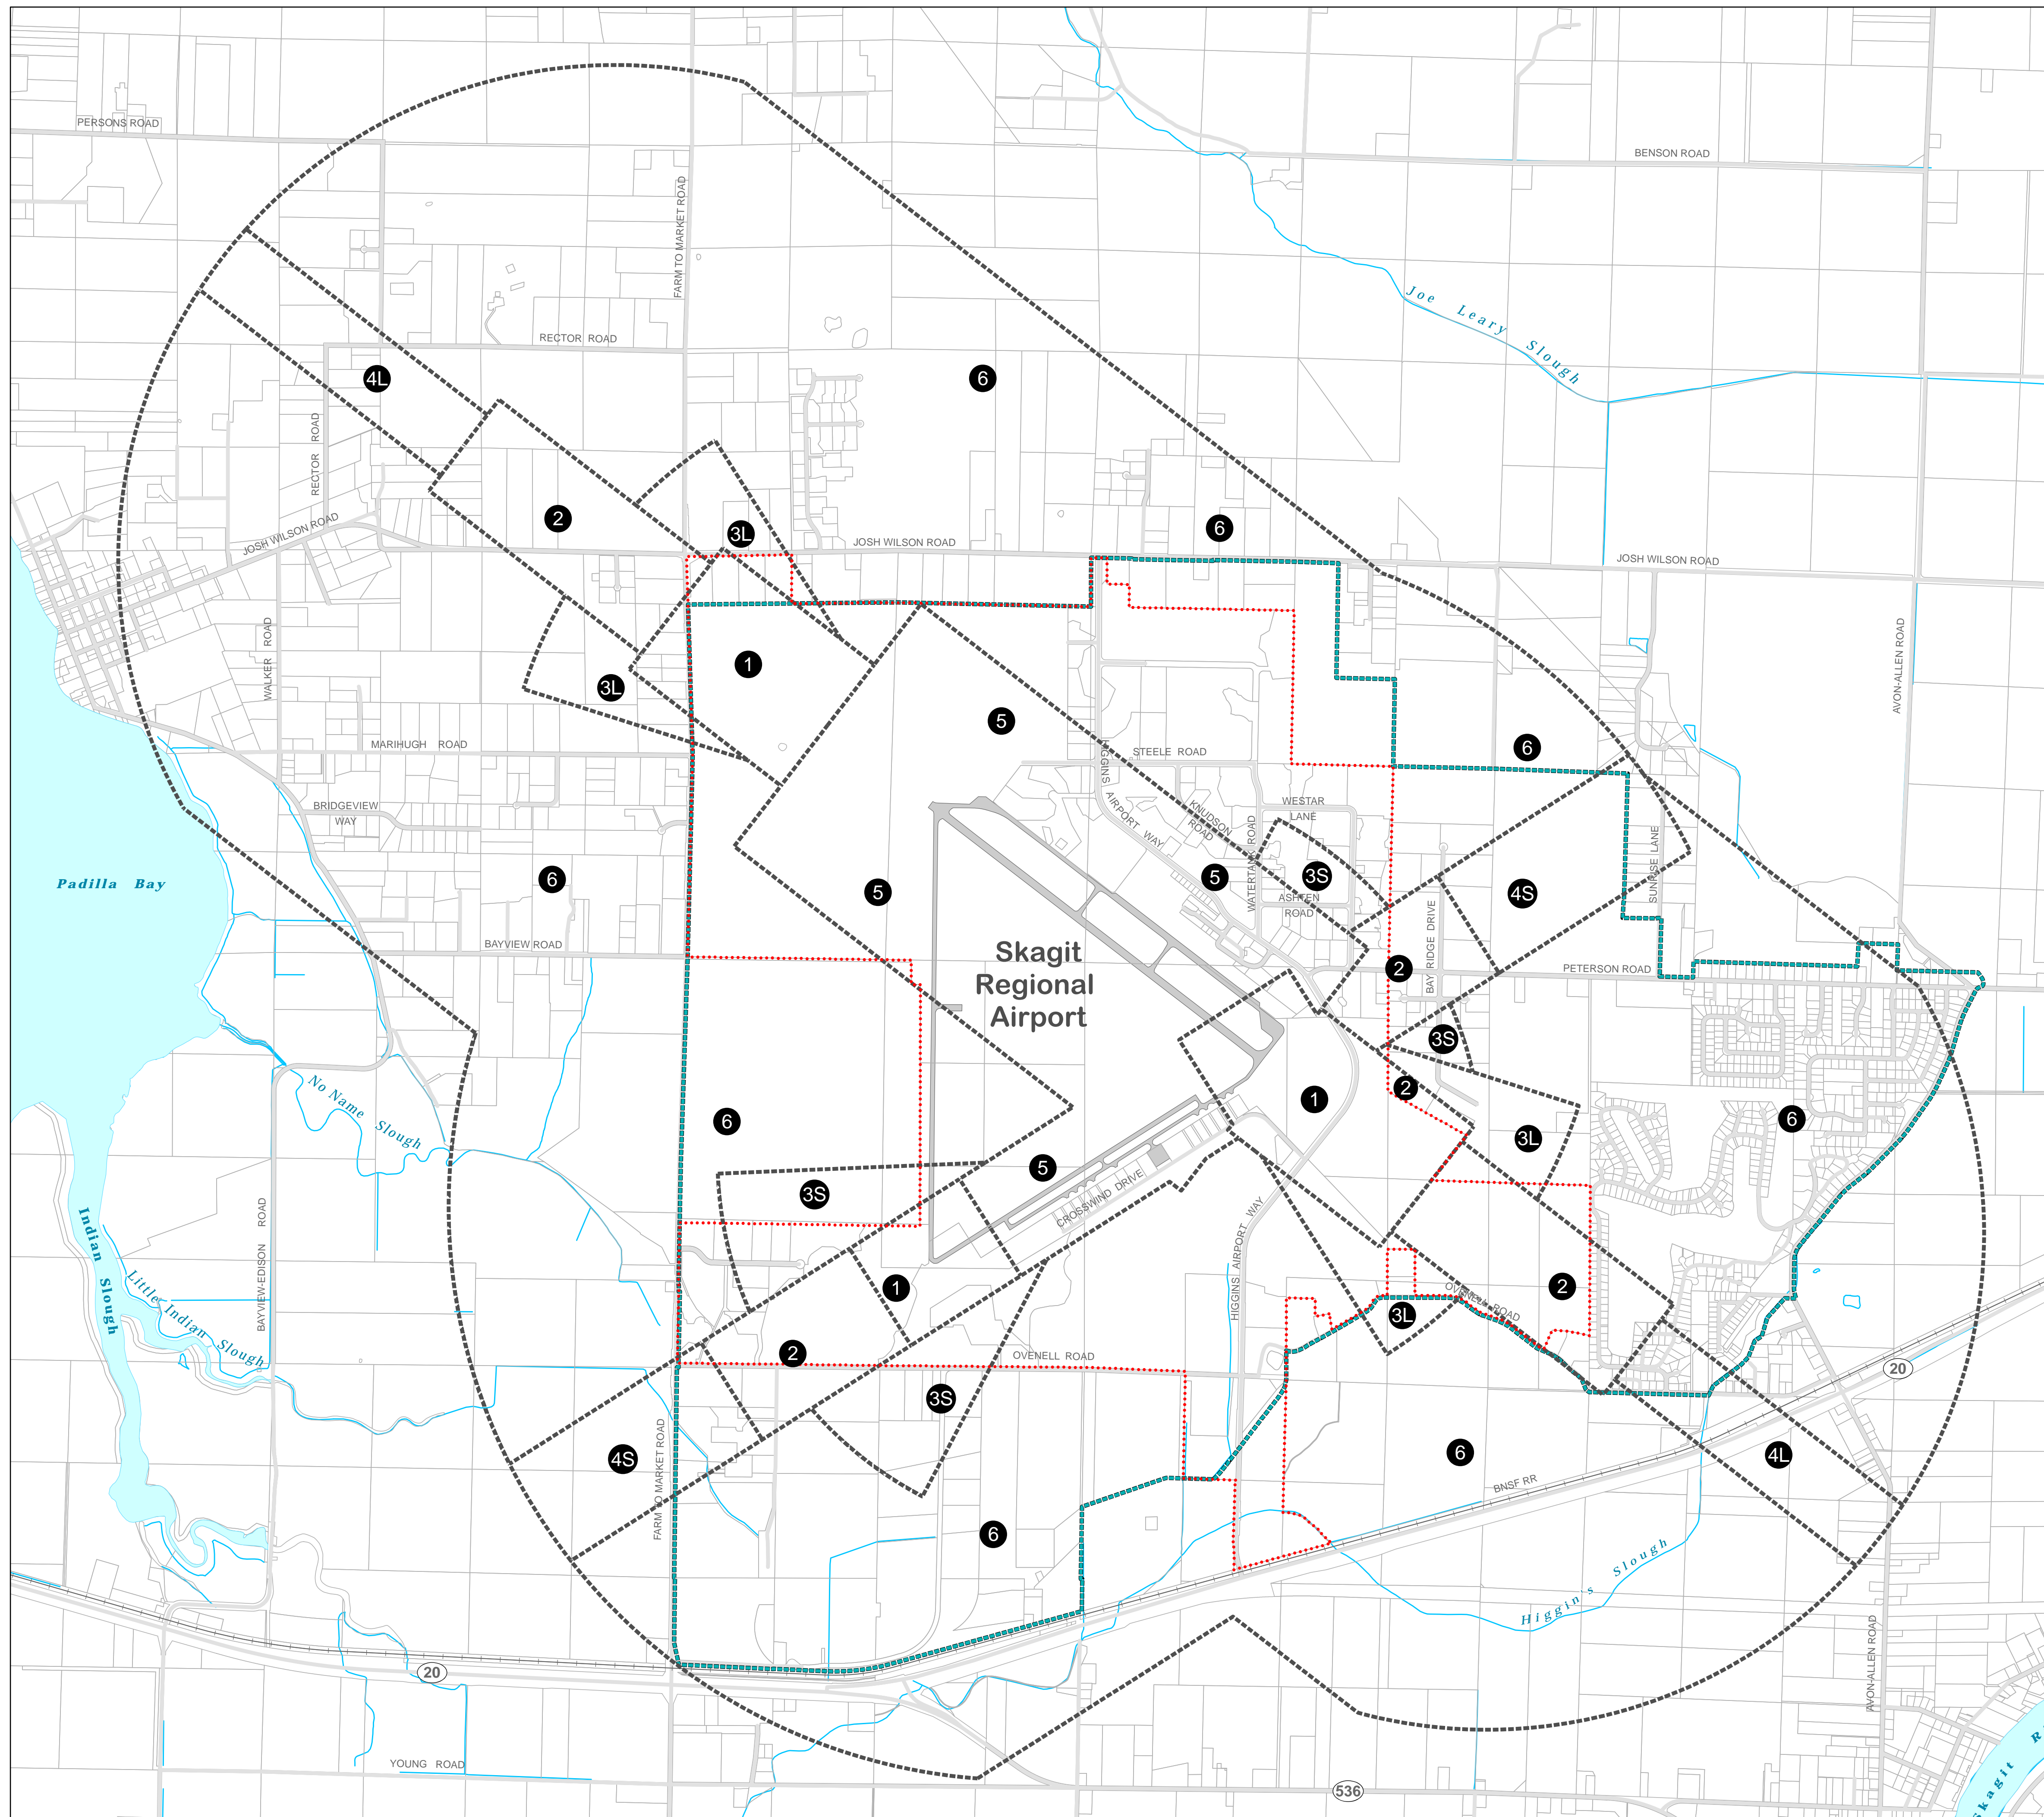 PERSONS ROAD
BENSON ROAD
FARM TO MARKET ROAD
Joe Leary Slough
RECTOR ROAD
4L
6
RECTOR ROAD
2
3L
6
JOSH WILSON ROAD
JOSH WILSON ROAD
JOSH WILSON ROAD
WALKER ROAD
AVON-ALLEN ROAD
1
3L
5
MARIHUGH ROAD
HIGGINS AIRPORT WAY
STEELE ROAD
6
BRIDGEVIEW
WAY
KNUDSON
ROAD
WESTAR
LANE
WATERTANK ROAD
SUNRISE LANE
Padilla Bay
6
5
5
3S
4S
ASHTEN
ROAD
BAY RIDGE DRIVE
BAYVIEW ROAD
Skagit
Regional
Airport
2
PETERSON ROAD
3S
No Name Slough
6
1
2
6
3L
5
3S
CROSSWIND DRIVE
Indian Slough
BAYVIEW-EDISON ROAD
Little Indian Slough
HIGGINS AIRPORT WAY
1
2
OVENELL ROAD
3L
2
OVENELL ROAD
20
3S
4S
FARM TO MARKET ROAD
6
4L
BNSF RR
6
Higgin's Slough
AVON-ALLEN ROAD
20
YOUNG ROAD
536
Skagit R